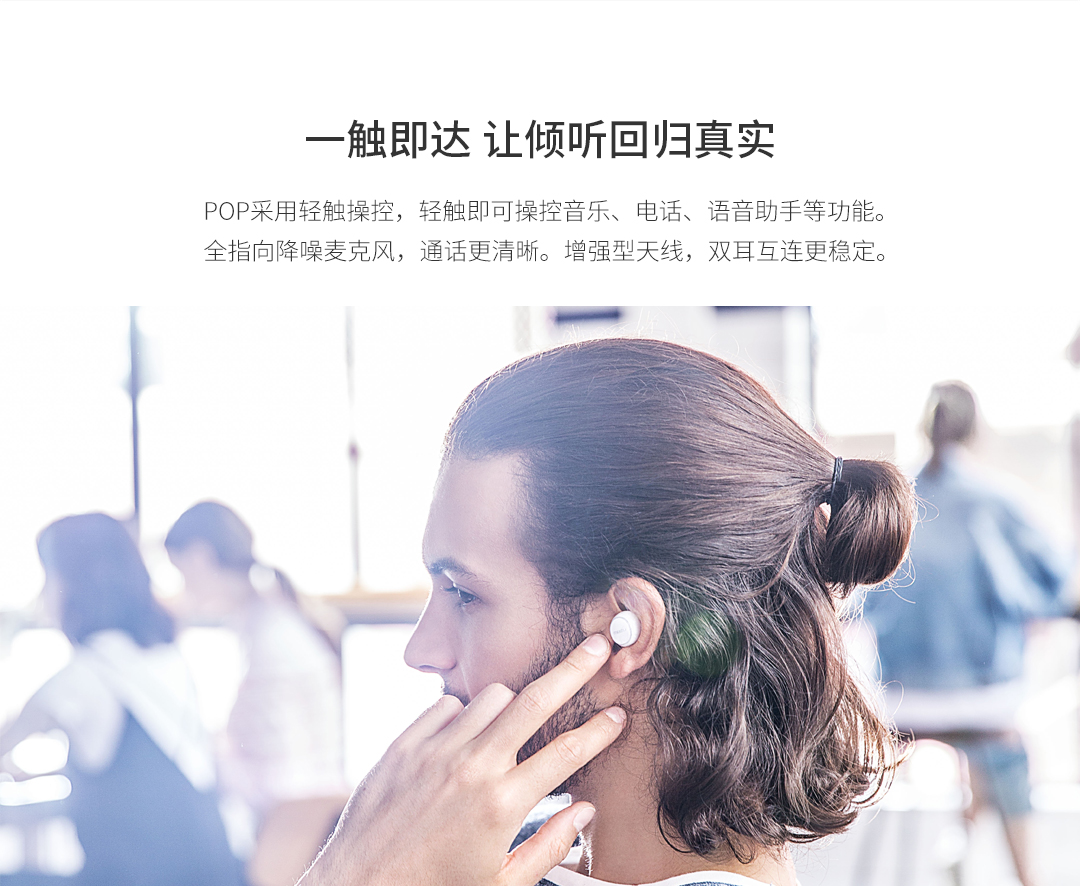 一触即达 让倾听回归真实
POP采用轻触操控，轻触即可操控音乐、电话、语音助手等功能。
全指向降噪麦克风，通话更清晰。增强型天线，双耳互连更稳定。